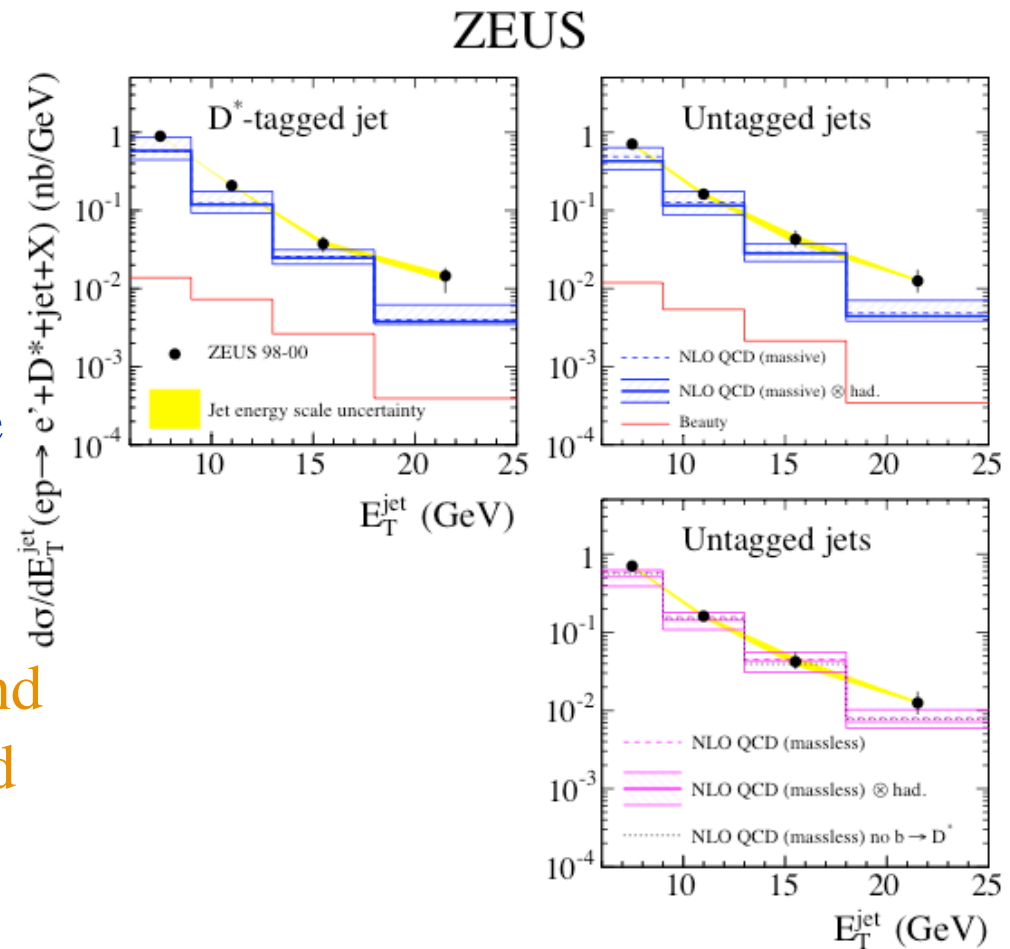 ZEUS
dσ/dE_T^jet (ep→ e'+D*+jet+X) (nb/GeV)
D*-tagged jet
1
10^-1
10^-2
10^-3
10^-4
ZEUS 98-00
Jet energy scale uncertainty
10 15 20 25
E_T^jet (GeV)
Untagged jets
1
10^-1
10^-2
10^-3
10^-4
NLO QCD (massive)
NLO QCD (massive) ⊗ had.
Beauty
10 15 20 25
Untagged jets
1
10^-1
10^-2
10^-3
10^-4
NLO QCD (massless)
NLO QCD (massless) ⊗ had.
NLO QCD (massless) no b → D*
10 15 20 25
E_T^jet (GeV)
e
nd
d